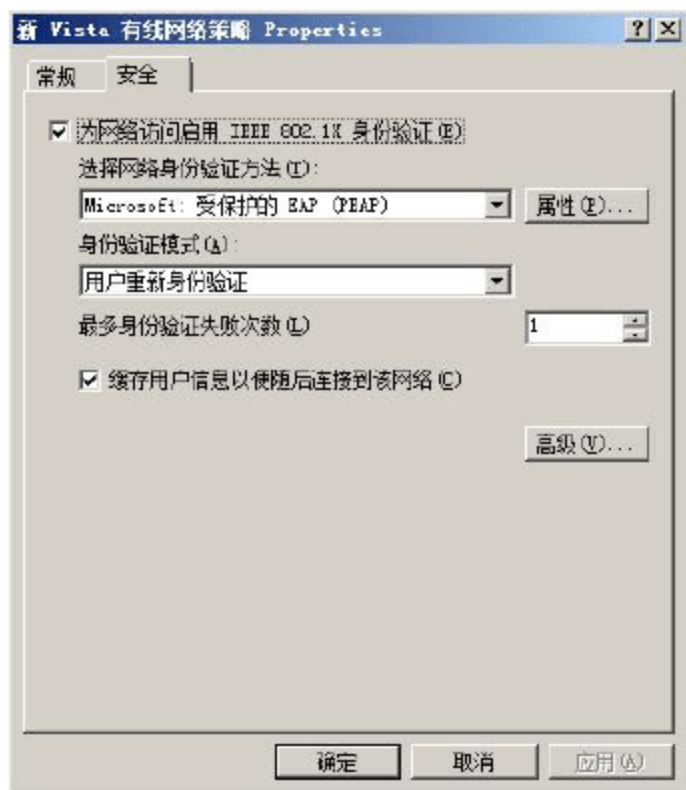 新 Vista 有线网络策略 Properties
常规 安全
为网络访问启用 IEEE 802.1X 身份验证(E)
选择网络身份验证方法(T):
Microsoft: 受保护的 EAP (PEAP) 属性(P)...
身份验证模式(A):
用户重新身份验证
最多身份验证失败次数(L) 1
缓存用户信息以便随后连接到该网络(C)
高级(V)...
确定 取消 应用(A)